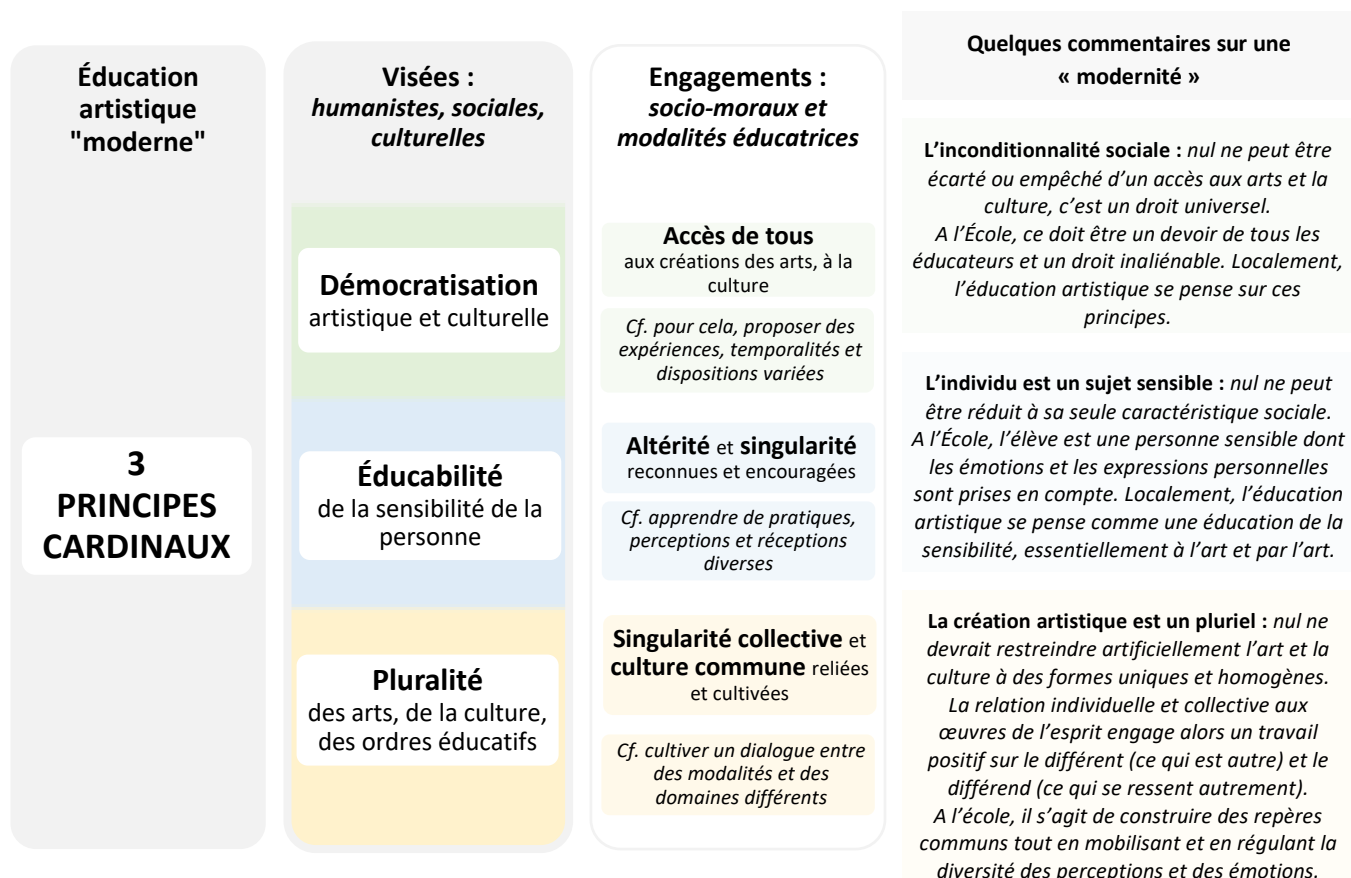 Éducation
artistique
"moderne"
3
PRINCIPES
CARDINAUX
Visées :
humanistes, sociales,
culturelles
Démocratisation
artistique et culturelle
Éducabilité
de la sensibilité de la
personne
Pluralité
des arts, de la culture,
des ordres éducatifs
Engagements :
socio-moraux et
modalités éducatrices
Accès de tous
aux créations des arts, à la
culture
Cf. pour cela, proposer des
expériences, temporalités et
dispositions variées
Altérité et singularité
reconnues et encouragées
Cf. apprendre de pratiques,
perceptions et réceptions
diverses
Singularité collective et
culture commune reliées
et cultivées
Cf. cultiver un dialogue entre
des modalités et des
domaines différents
Quelques commentaires sur une
« modernité »
L’inconditionnalité sociale : nul ne peut être
écarté ou empêché d’un accès aux arts et la
culture, c’est un droit universel.
A l’École, ce doit être un devoir de tous les
éducateurs et un droit inaliénable. Localement,
l’éducation artistique se pense sur ces
principes.
L’individu est un sujet sensible : nul ne peut
être réduit à sa seule caractéristique sociale.
A l’École, l’élève est une personne sensible dont
les émotions et les expressions personnelles
sont prises en compte. Localement, l’éducation
artistique se pense comme une éducation de la
sensibilité, essentiellement à l’art et par l’art.
La création artistique est un pluriel : nul ne
devrait restreindre artificiellement l’art et la
culture à des formes uniques et homogènes.
La relation individuelle et collective aux
œuvres de l’esprit engage alors un travail
positif sur le différent (ce qui est autre) et le
différend (ce qui se ressent autrement).
A l’école, il s’agit de construire des repères
communs tout en mobilisant et en régulant la
diversité des perceptions et des émotions.